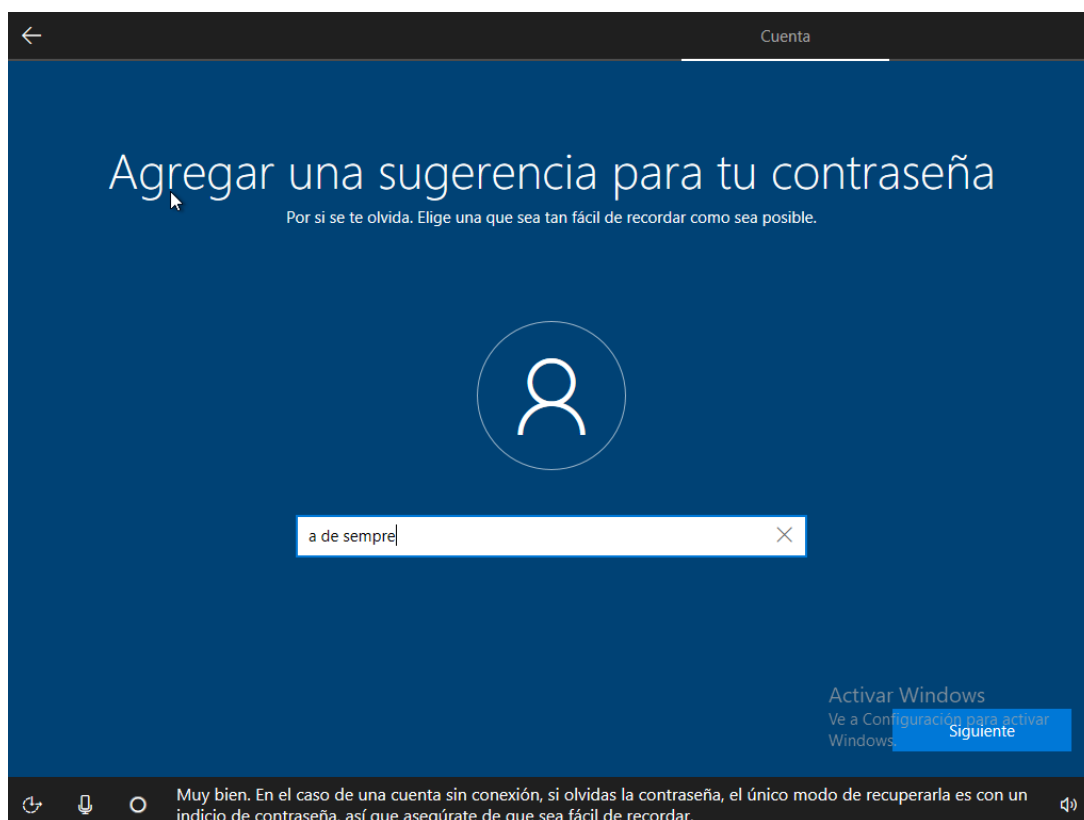 Cuenta
Agregar una sugerencia para tu contraseña
Por si se te olvida. Elige una que sea tan fácil de recordar como sea posible.
a de sempre
Activar Windows
Ve a Configuración para activar
Windows.
Siguiente
Muy bien. En el caso de una cuenta sin conexión, si olvidas la contraseña, el único modo de recuperarla es con un
indicio de contraseña, así que asegúrate de que sea fácil de recordar.